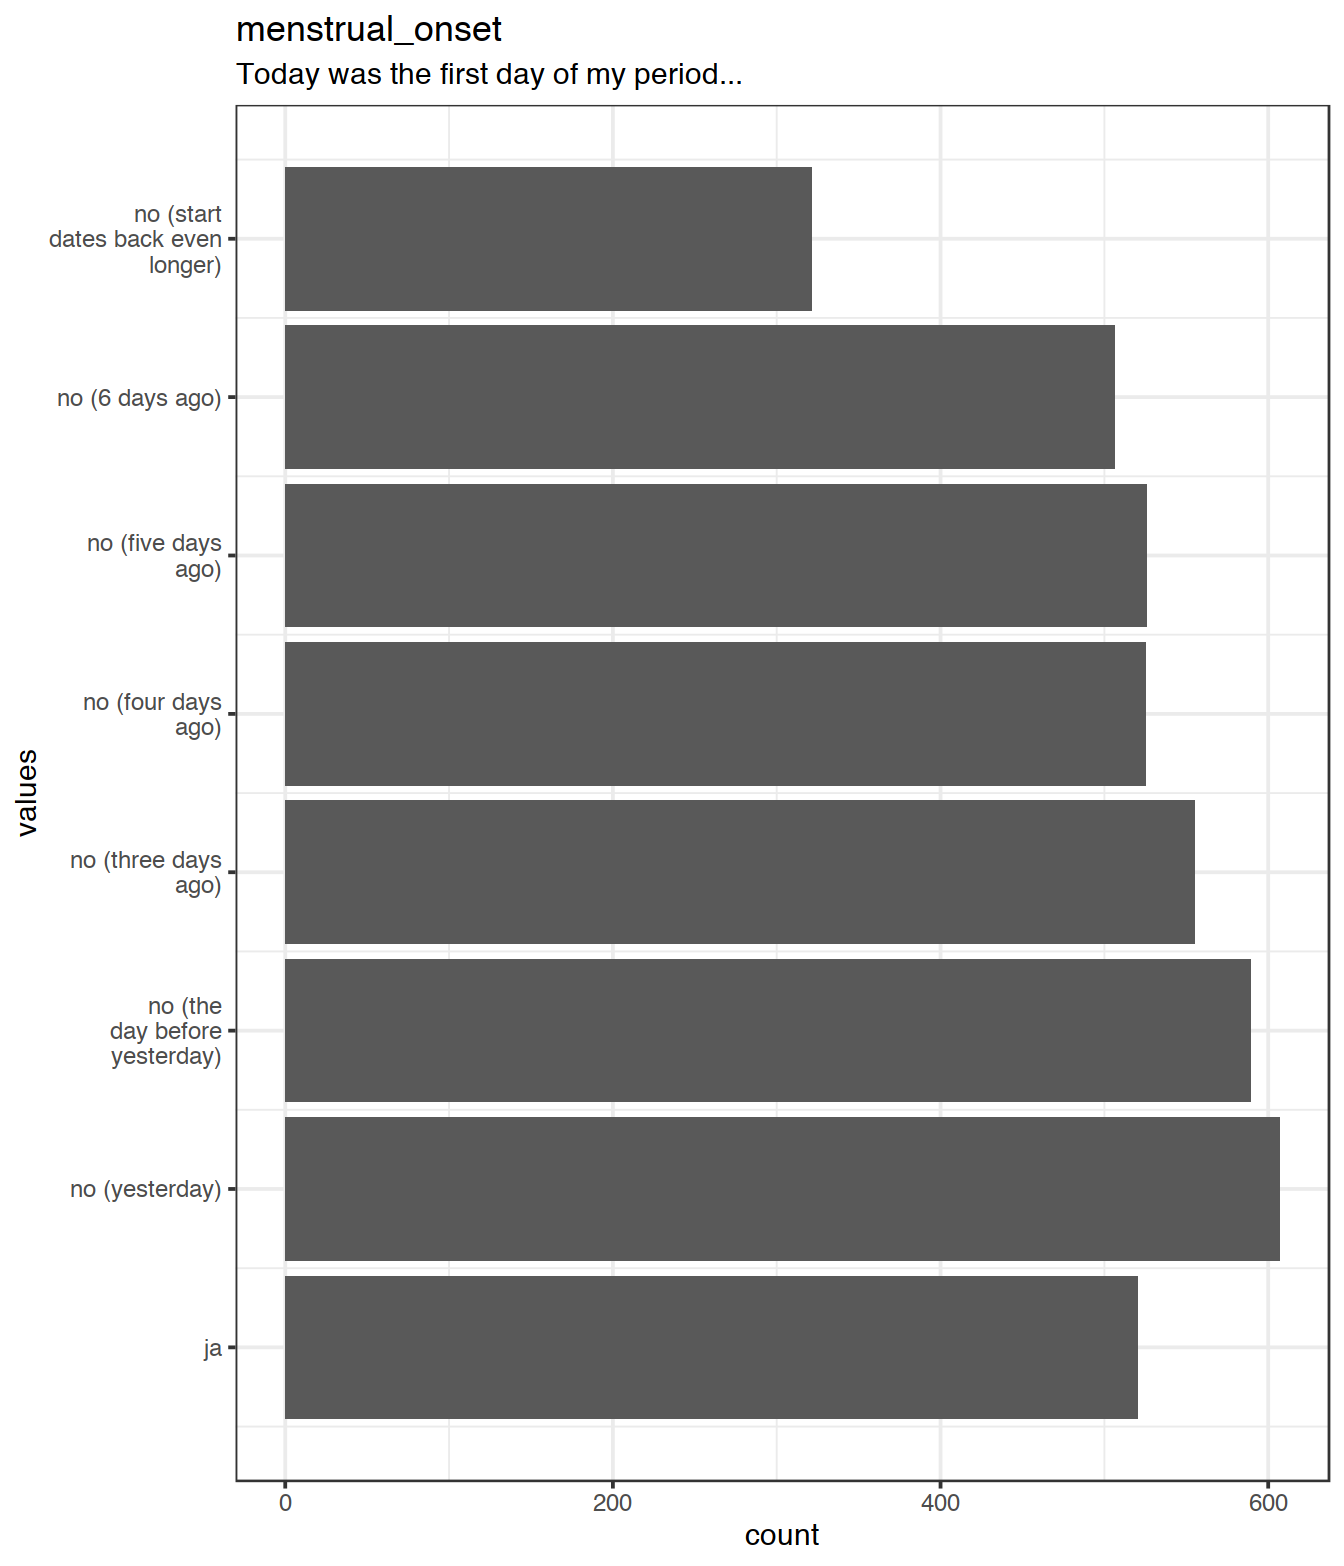 menstrual_onset
Today was the first day of my period...
no (start
dates back even
longer)
no (6 days ago)
no (five days
ago)
no (four days
ago)
no (three days
ago)
no (the
day before
yesterday)
no (yesterday)
ja
values
0
200
400
600
count